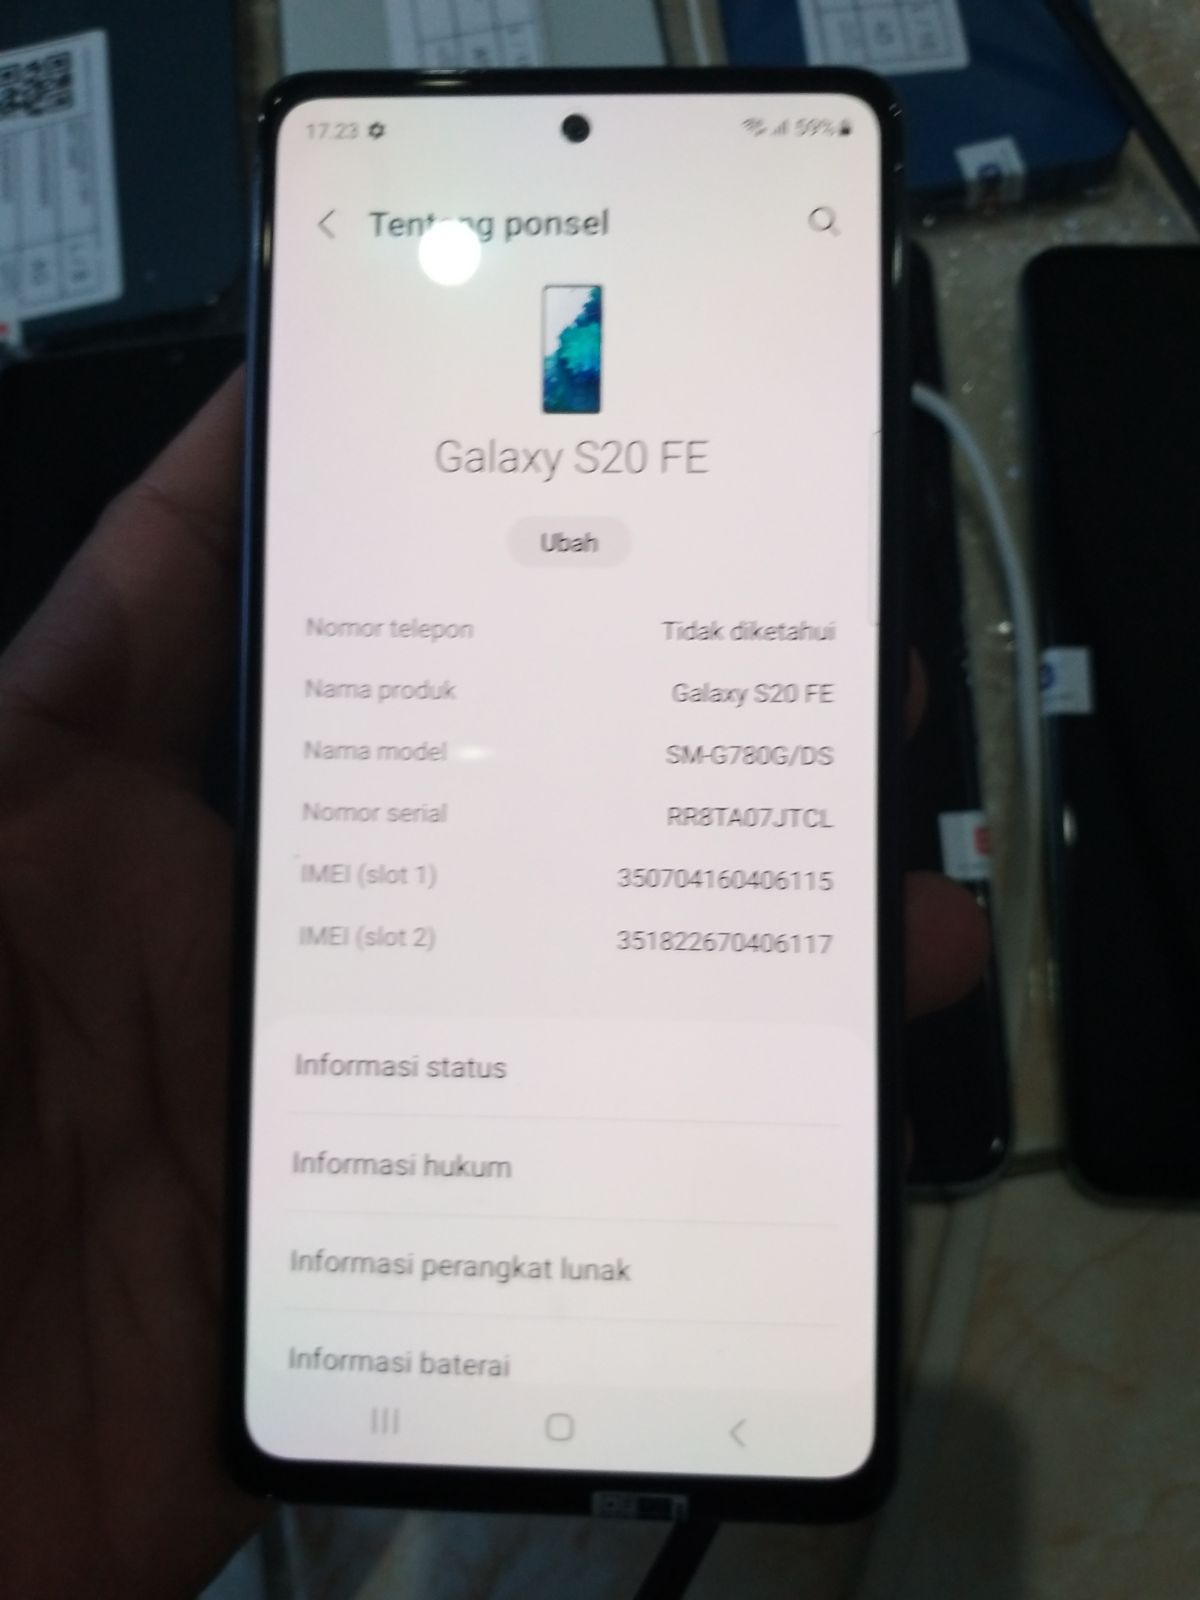 17.23
59%
Tentang ponsel
Galaxy S20 FE
Ubah
Nomor telepon Tidak diketahui
Nama produk Galaxy S20 FE
Nama model SM-G780G/DS
Nomor serial RR8TA07JTCL
IMEI (slot 1) 350704160406115
IMEI (slot 2) 351822670406117
Informasi status
Informasi hukum
Informasi perangkat lunak
Informasi baterai